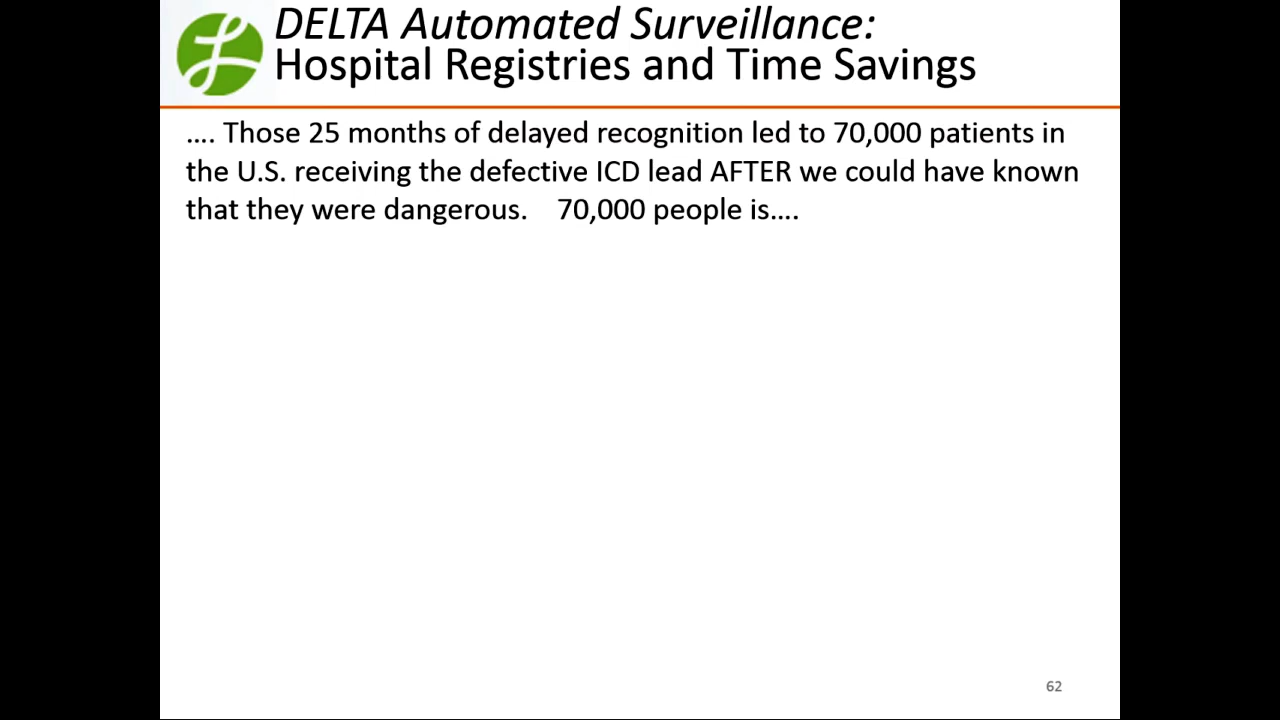 DELTA Automated Surveillance:
Hospital Registries and Time Savings
.... Those 25 months of delayed recognition led to 70,000 patients in
the U.S. receiving the defective ICD lead AFTER we could have known
that they were dangerous. 70,000 people is....
62